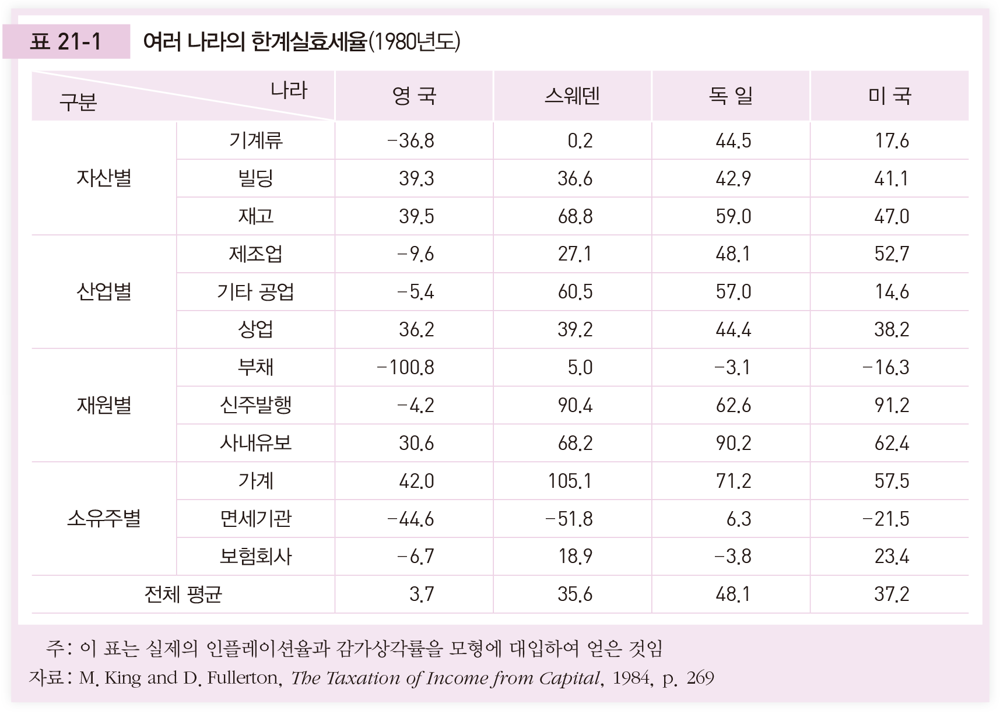 표 21-1 여러 나라의 한계실효세율(1980년도)
구분 나라 영 국 스웨덴 독 일 미 국
자산별 기계류 −36.8 0.2 44.5 17.6
빌딩 39.3 36.6 42.9 41.1
재고 39.5 68.8 59.0 47.0
산업별 제조업 −9.6 27.1 48.1 52.7
기타 공업 −5.4 60.5 57.0 14.6
상업 36.2 39.2 44.4 38.2
재원별 부채 −100.8 5.0 −3.1 −16.3
신주발행 −4.2 90.4 62.6 91.2
사내유보 30.6 68.2 90.2 62.4
소유주별 가계 42.0 105.1 71.2 57.5
면세기관 −44.6 −51.8 6.3 −21.5
보험회사 −6.7 18.9 −3.8 23.4
전체 평균 3.7 35.6 48.1 37.2
주: 이 표는 실제의 인플레이션율과 감가상각률을 모형에 대입하여 얻은 것임
자료: M. King and D. Fullerton, The Taxation of Income from Capital, 1984, p. 269